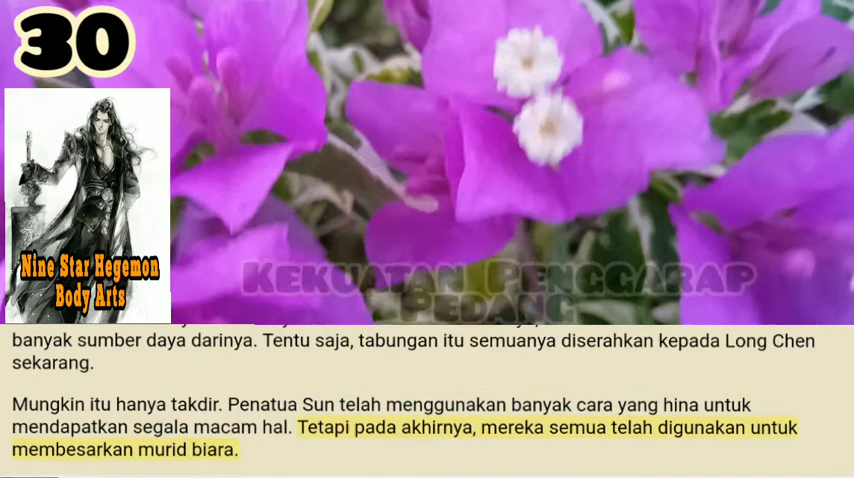 30
Nine Star Hegemon
Body Arts
KEKUATAN PENGGARAP
PEDANG
banyak sumber daya darinya. Tentu saja, tabungan itu semuanya diserahkan kepada Long Chen
sekarang.
Mungkin itu hanya takdir. Penatua Sun telah menggunakan banyak cara yang hina untuk
mendapatkan segala macam hal. Tetapi pada akhirnya, mereka semua telah digunakan untuk
membesarkan murid biara.